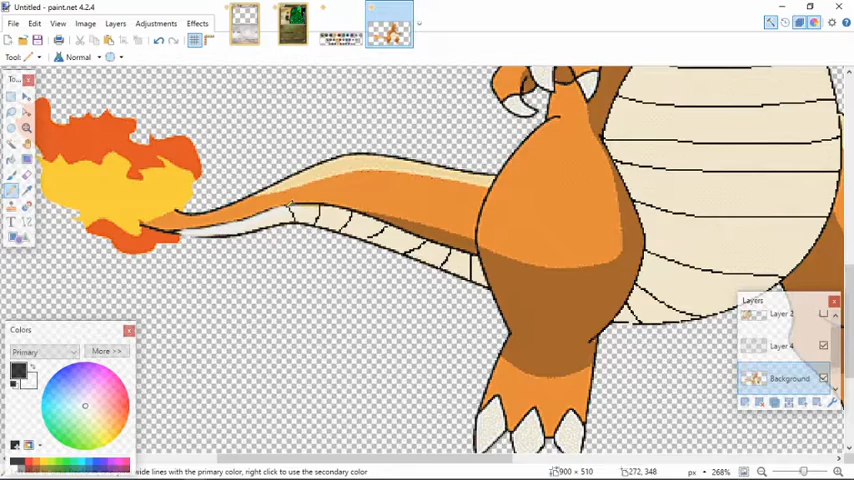 Untitled - paint.net 4.2.4
File Edit View Image Layers Adjustments Effects
Tool: Normal
To...
T
Layers
Layer 2
Layer 4
Background
Colors
Primary More >>
wide lines with the primary color, right click to use the secondary color
900 × 510 272, 348 px 268%